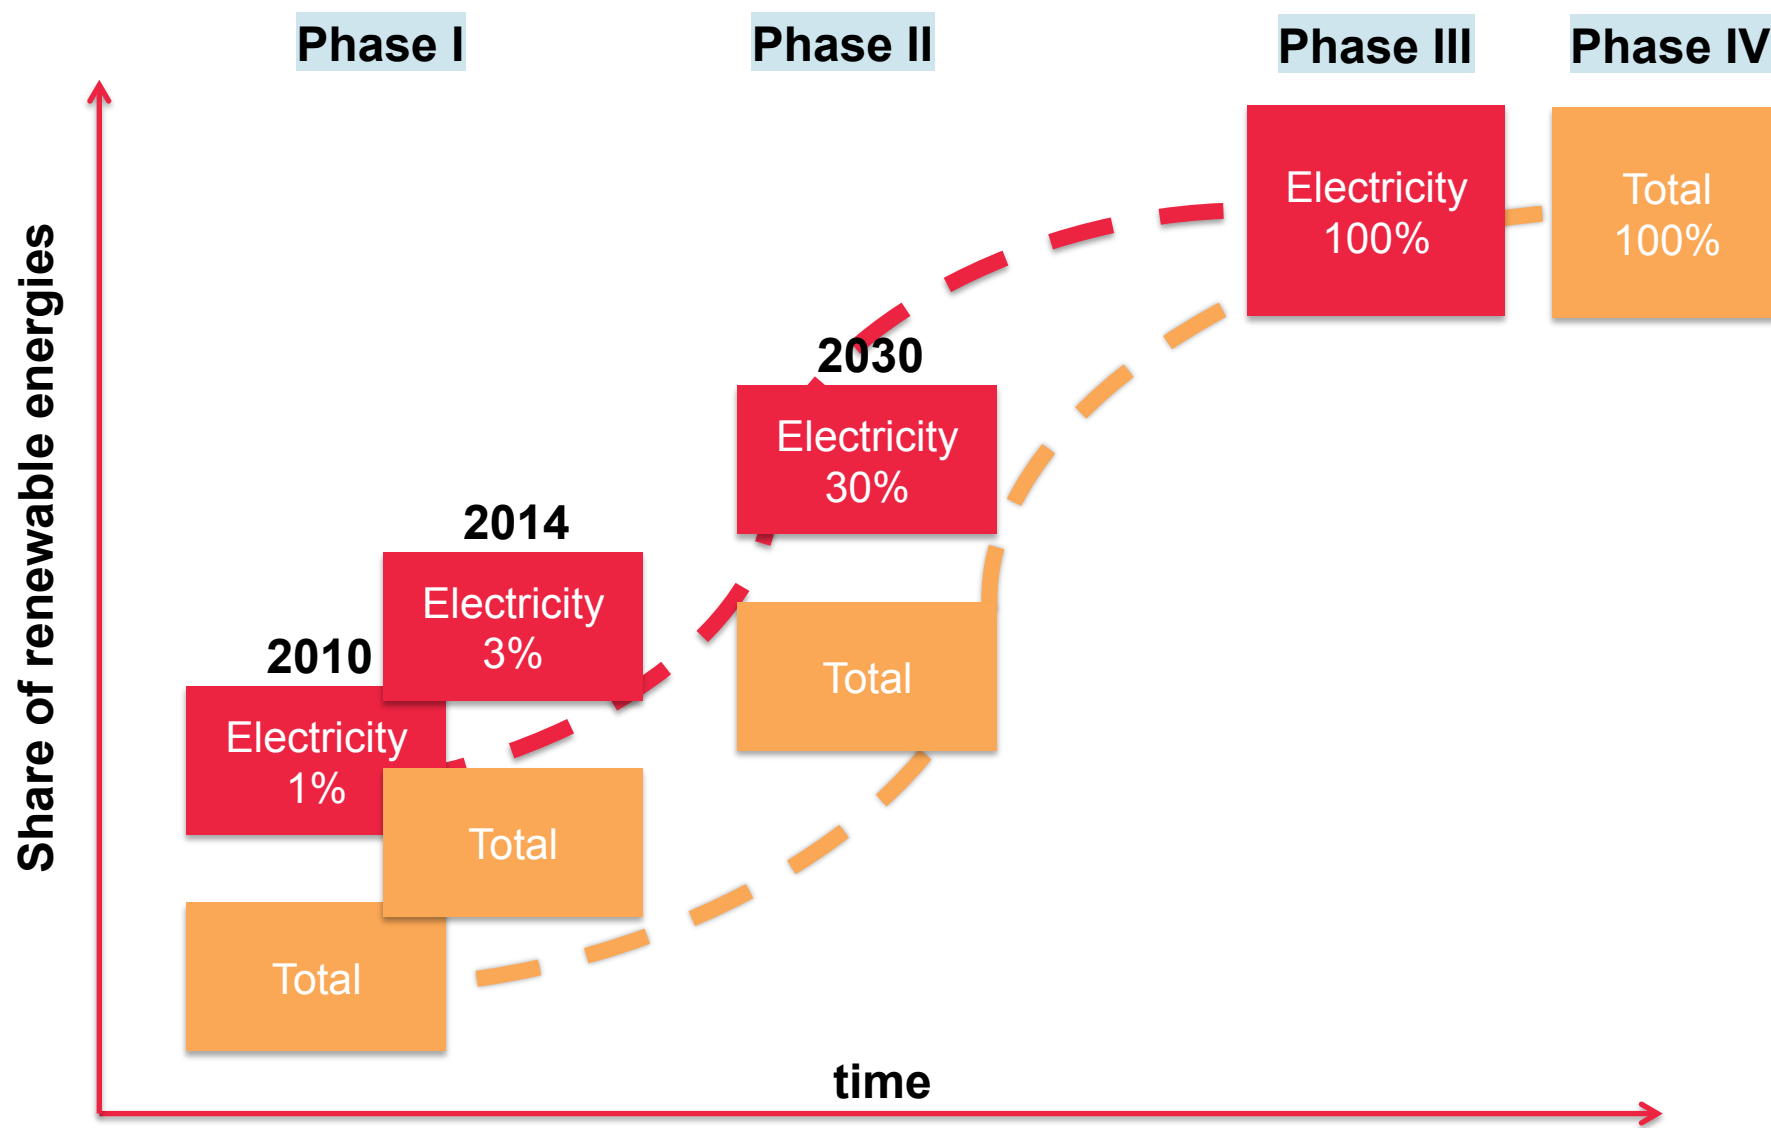 Phase I
Phase II
Phase III
Phase IV
Share of renewable energies
Electricity
100%
Total
100%
2030
Electricity
30%
2014
Electricity
3%
2010
Electricity
1%
Total
Total
Total
time